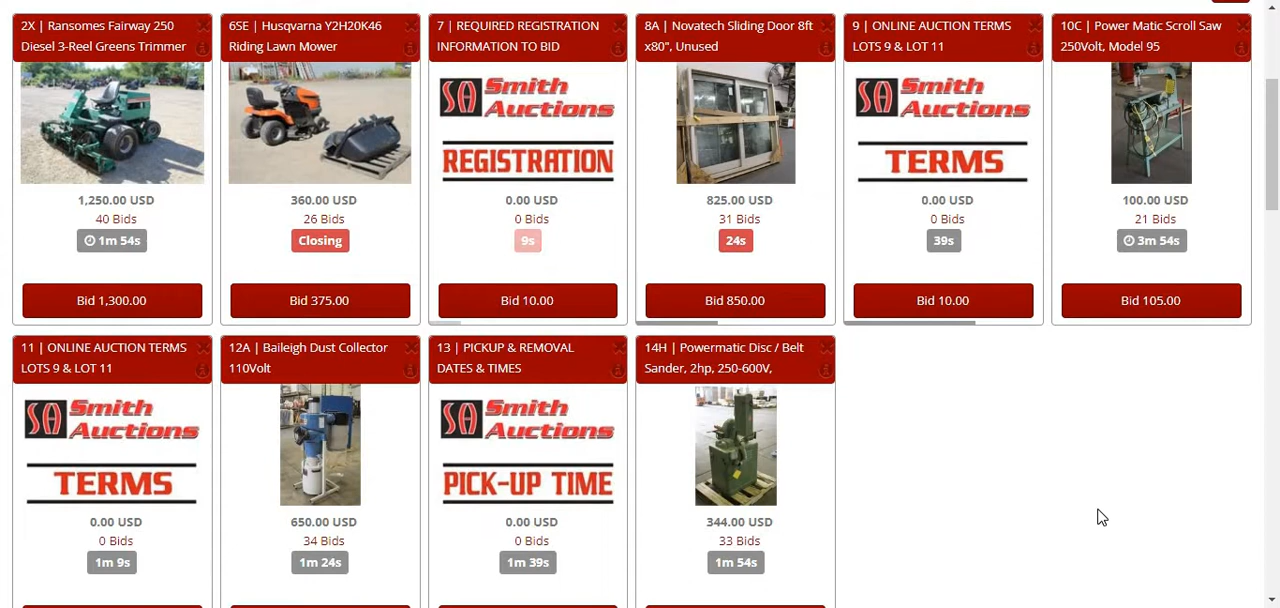 2X | Ransomes Fairway 250
Diesel 3-Reel Greens Trimmer
1,250.00 USD
40 Bids
1m 54s
Bid 1,300.00
6SE | Husqvarna Y2H20K46
Riding Lawn Mower
360.00 USD
26 Bids
Closing
Bid 375.00
7 | REQUIRED REGISTRATION
INFORMATION TO BID
SA Smith
Auctions
REGISTRATION
0.00 USD
0 Bids
9s
Bid 10.00
8A | Novatech Sliding Door 8ft
x80", Unused
825.00 USD
31 Bids
24s
Bid 850.00
9 | ONLINE AUCTION TERMS
LOTS 9 & LOT 11
SA Smith
Auctions
TERMS
0.00 USD
0 Bids
39s
Bid 10.00
10C | Power Matic Scroll Saw
250Volt, Model 95
100.00 USD
21 Bids
3m 54s
Bid 105.00
11 | ONLINE AUCTION TERMS
LOTS 9 & LOT 11
SA Smith
Auctions
TERMS
0.00 USD
0 Bids
1m 9s
12A | Baileigh Dust Collector
110Volt
650.00 USD
34 Bids
1m 24s
13 | PICKUP & REMOVAL
DATES & TIMES
SA Smith
Auctions
PICK-UP TIME
0.00 USD
0 Bids
1m 39s
14H | Powermatic Disc / Belt
Sander, 2hp, 250-600V,
344.00 USD
33 Bids
1m 54s